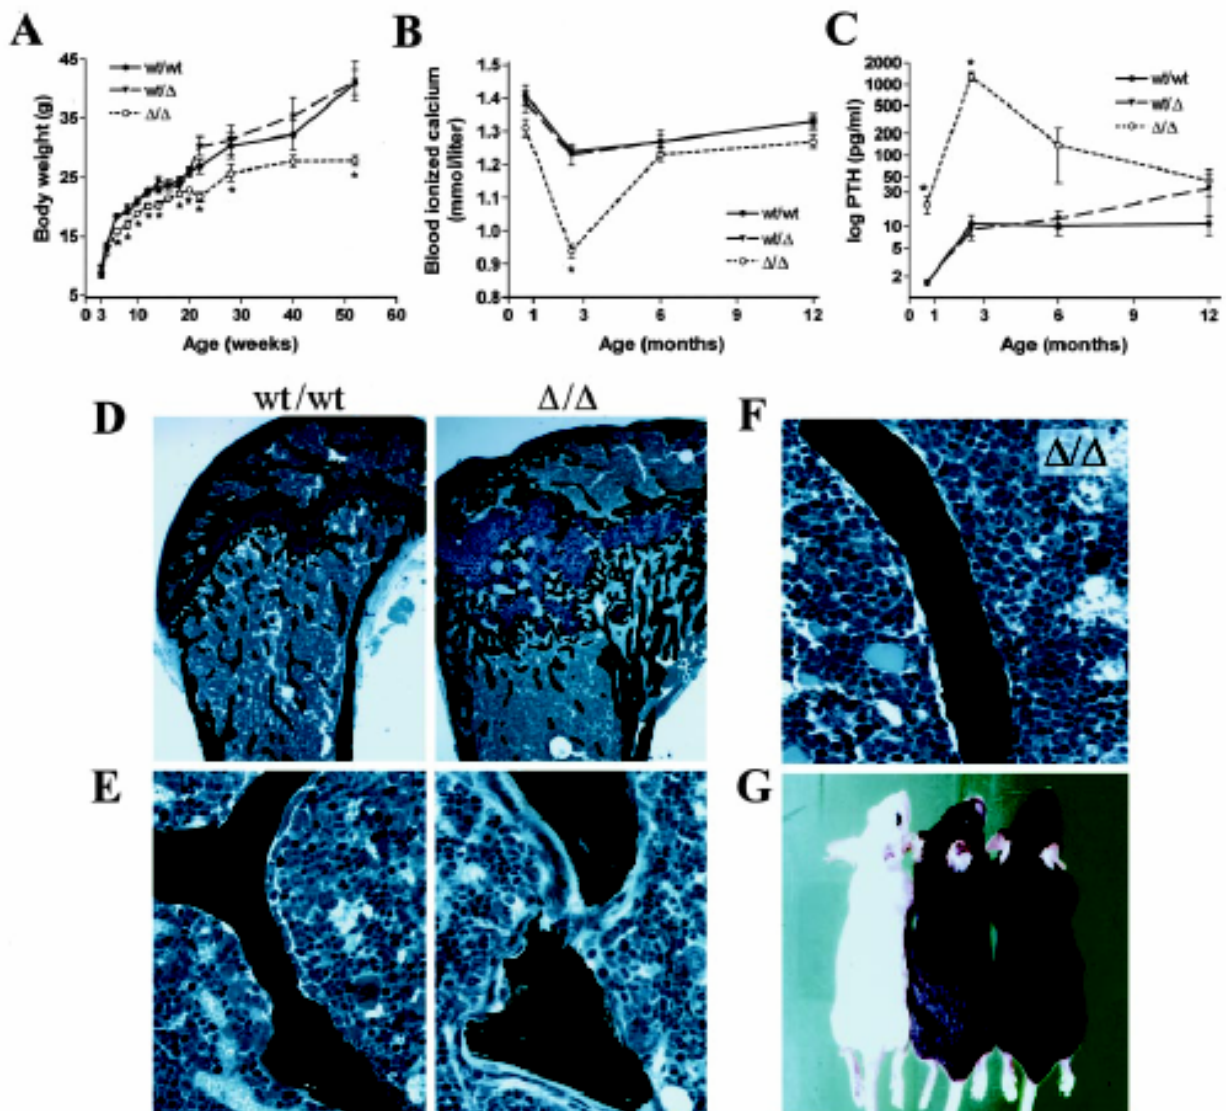 A
Body weight (g)
45
35
25
15
5
wt/wt
wt/Δ
Δ/Δ
*
*
*
*
*
*
*
*
*
*
0 3 10 20 30 40 50 60
Age (weeks)
B
Blood ionized calcium
(mmol/liter)
1.5
1.4
1.3
1.2
1.1
1.0
0.9
0.8
wt/wt
wt/Δ
Δ/Δ
*
0 1 3 6 9 12
Age (months)
C
log PTH (pg/ml)
2000
1000
500
200
100
50
30
10
5
2
wt/wt
wt/Δ
Δ/Δ
*
*
0 1 3 6 9 12
Age (months)
D
wt/wt
Δ/Δ
F
Δ/Δ
E
G